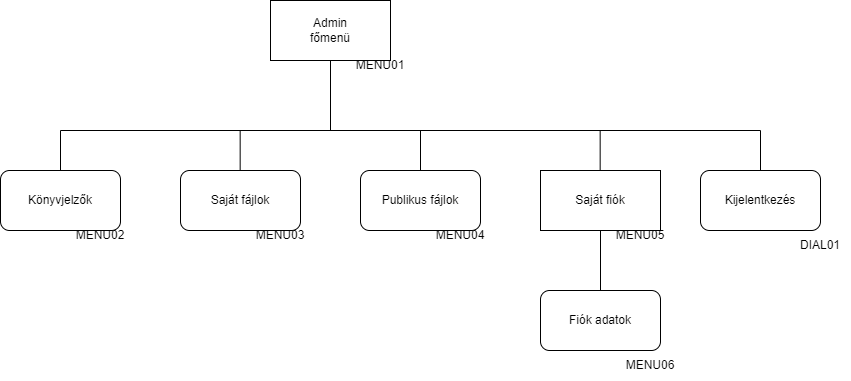 Admin
főmenü
MENU01
Könyvjelzők
Saját fájlok
Publikus fájlok
Saját fiók
Kijelentkezés
MENU02
MENU03
MENU04
MENU05
DIAL01
Fiók adatok
MENU06